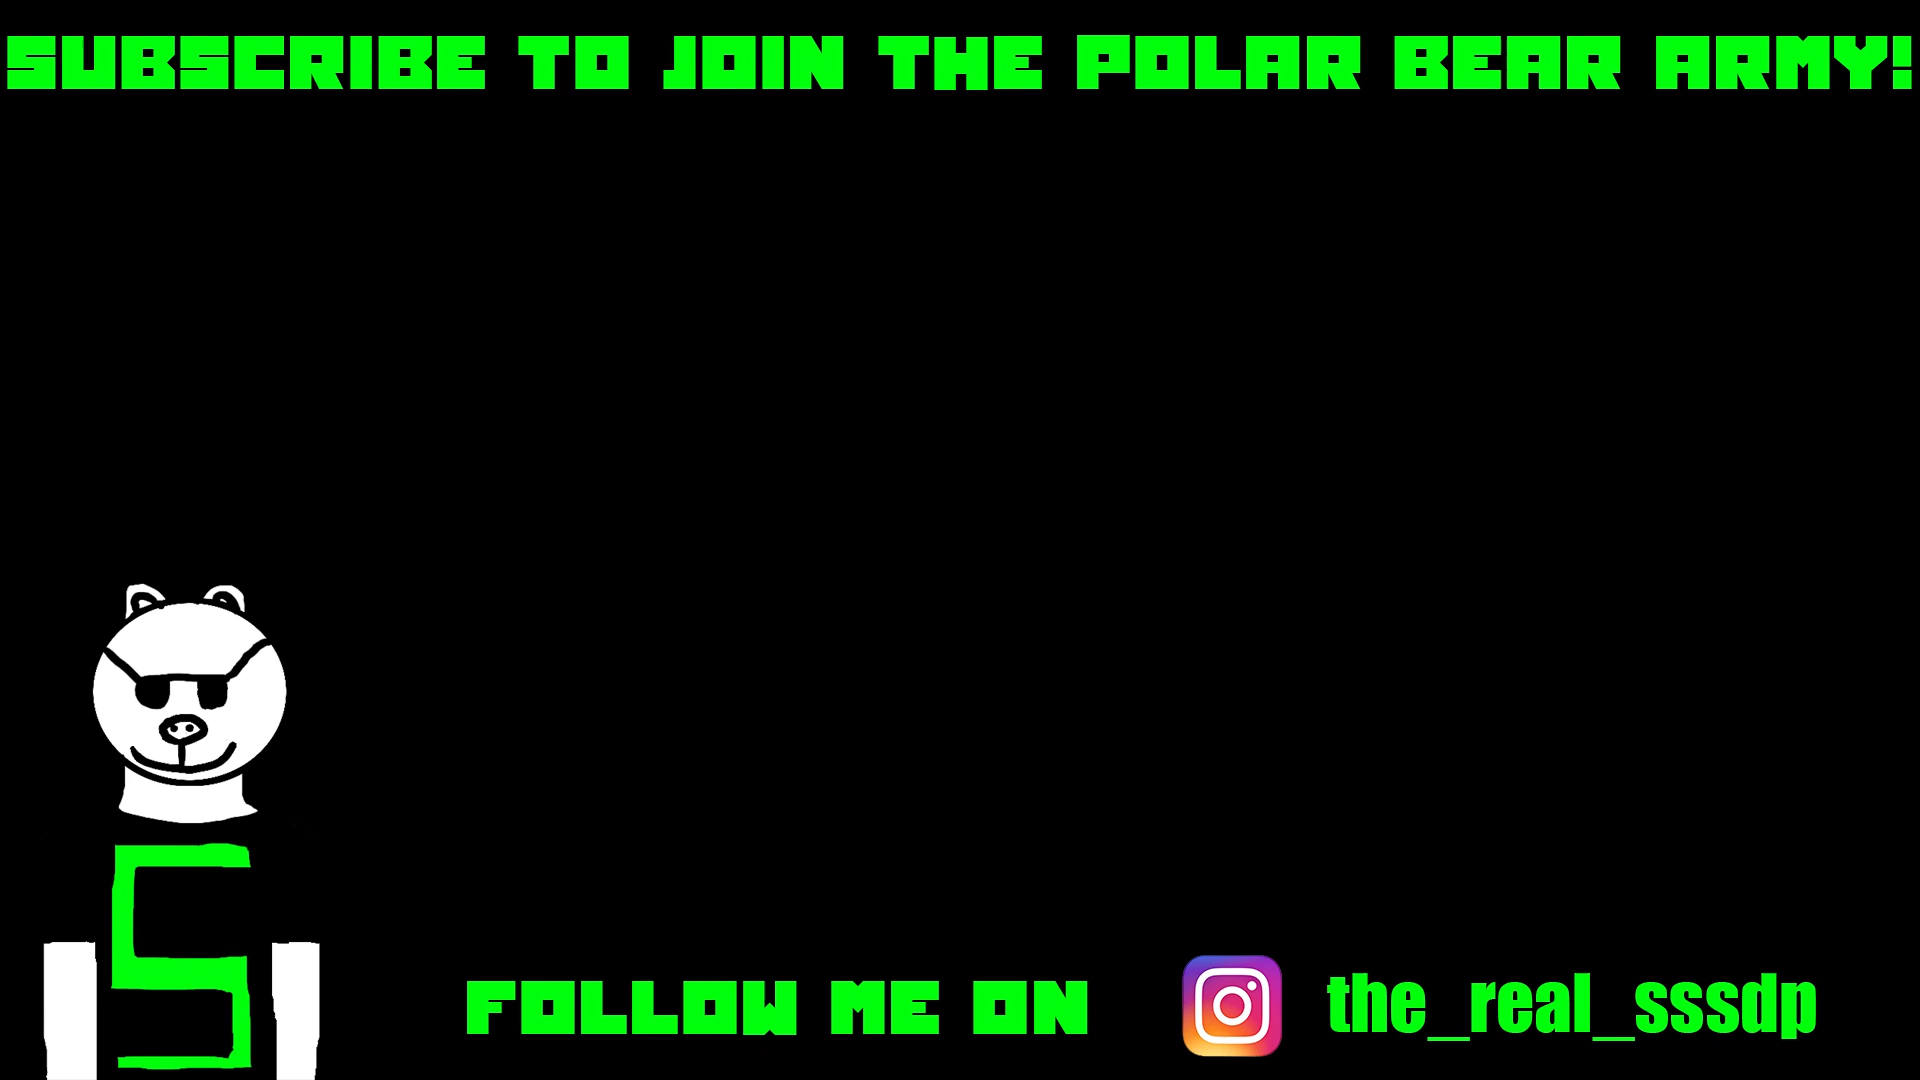 SUBSCRIBE TO JOIN THE POLAR BEAR ARMY!
S
FOLLOW ME ON the_real_sssdp